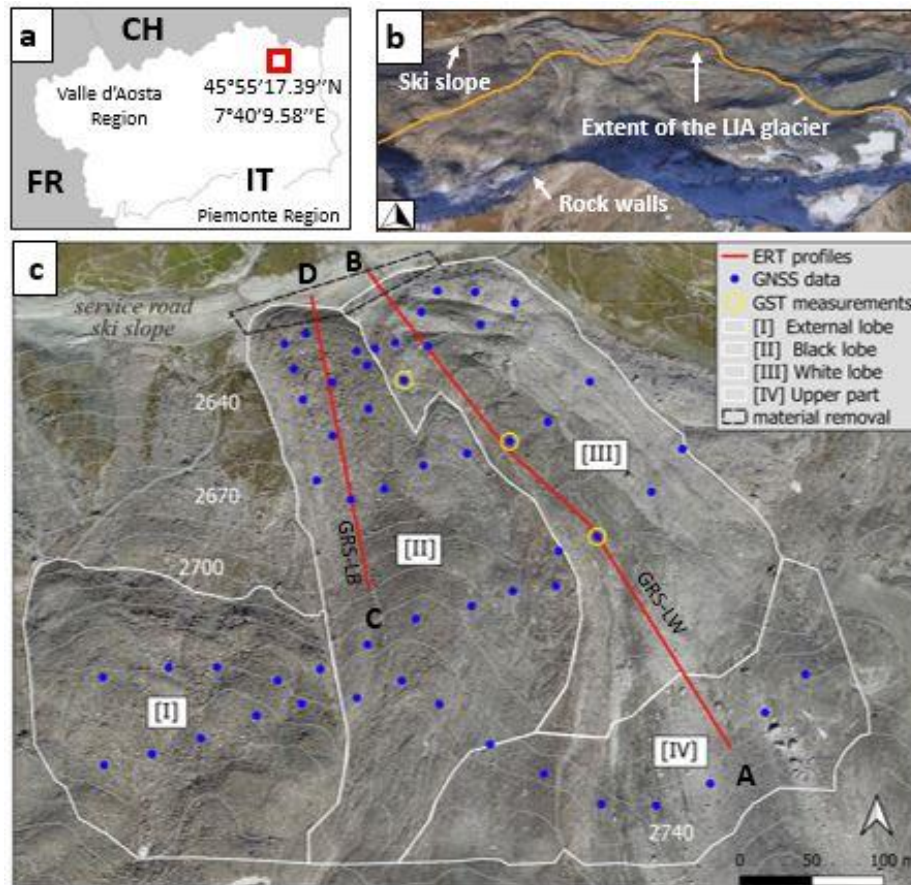 a
CH
Valle d'Aosta
Region
45°55'17.39''N
7°40'9.58''E
FR
IT
Piemonte Region
b
Ski slope
Extent of the LIA glacier
Rock walls
c
D
B
service road
ski slope
ERT profiles
GNSS data
GST measurements
[I] External lobe
[II] Black lobe
[III] White lobe
[IV] Upper part
material removal
2640
2670
2700
[III]
[II]
GRS-LB
GRS-LW
C
[I]
[IV]
A
2740
0 50 100 m